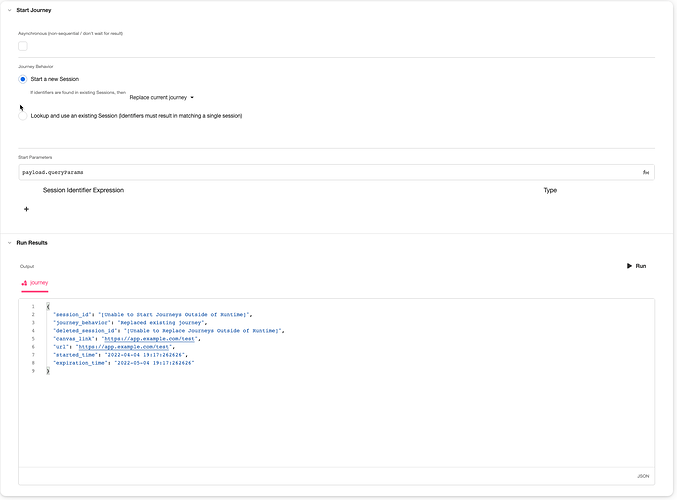 Start Journey
Asynchronous (non-sequential / don't wait for result)
Journey Behavior
Start a new Session
If identifiers are found in existing Sessions, then
Replace current journey
Lookup and use an existing Session (Identifiers must result in matching a single session)
Start Parameters
payload.queryParams
Session Identifier Expression Type
+
Run Results
Output
Run
journey
1 {
2 "session_id": "[Unable to Start Journeys Outside of Runtime]",
3 "journey_behavior": "Replaced existing journey",
4 "deleted_session_id": "[Unable to Replace Journeys Outside of Runtime]",
5 "canvas_link": "https://app.example.com/test",
6 "url": "https://app.example.com/test",
7 "started_time": "2022-04-04 19:17:262626",
8 "expiration_time": "2022-05-04 19:17:262626"
9 }
JSON